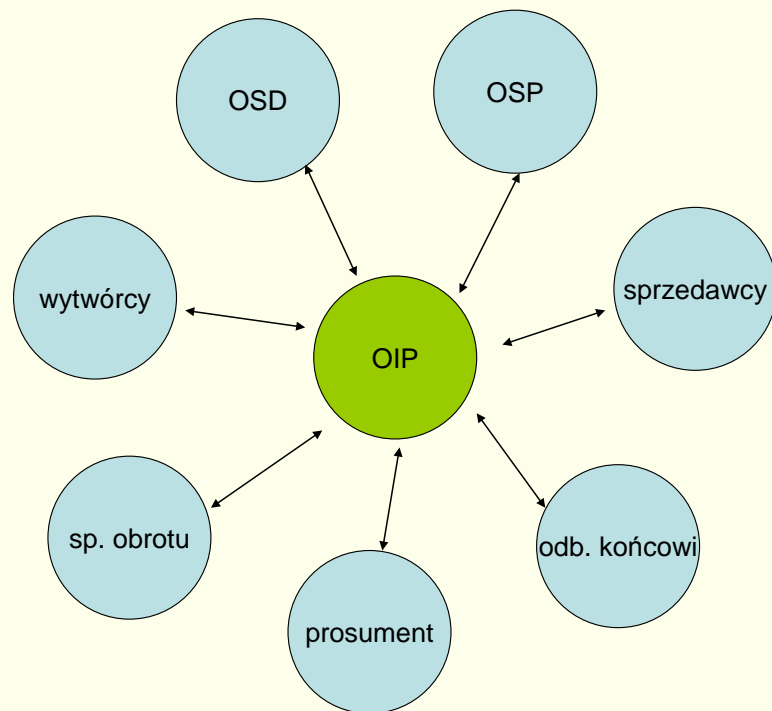 OSD
OSP
wytwórcy
sprzedawcy
OIP
sp. obrotu
odb. końcowi
prosument